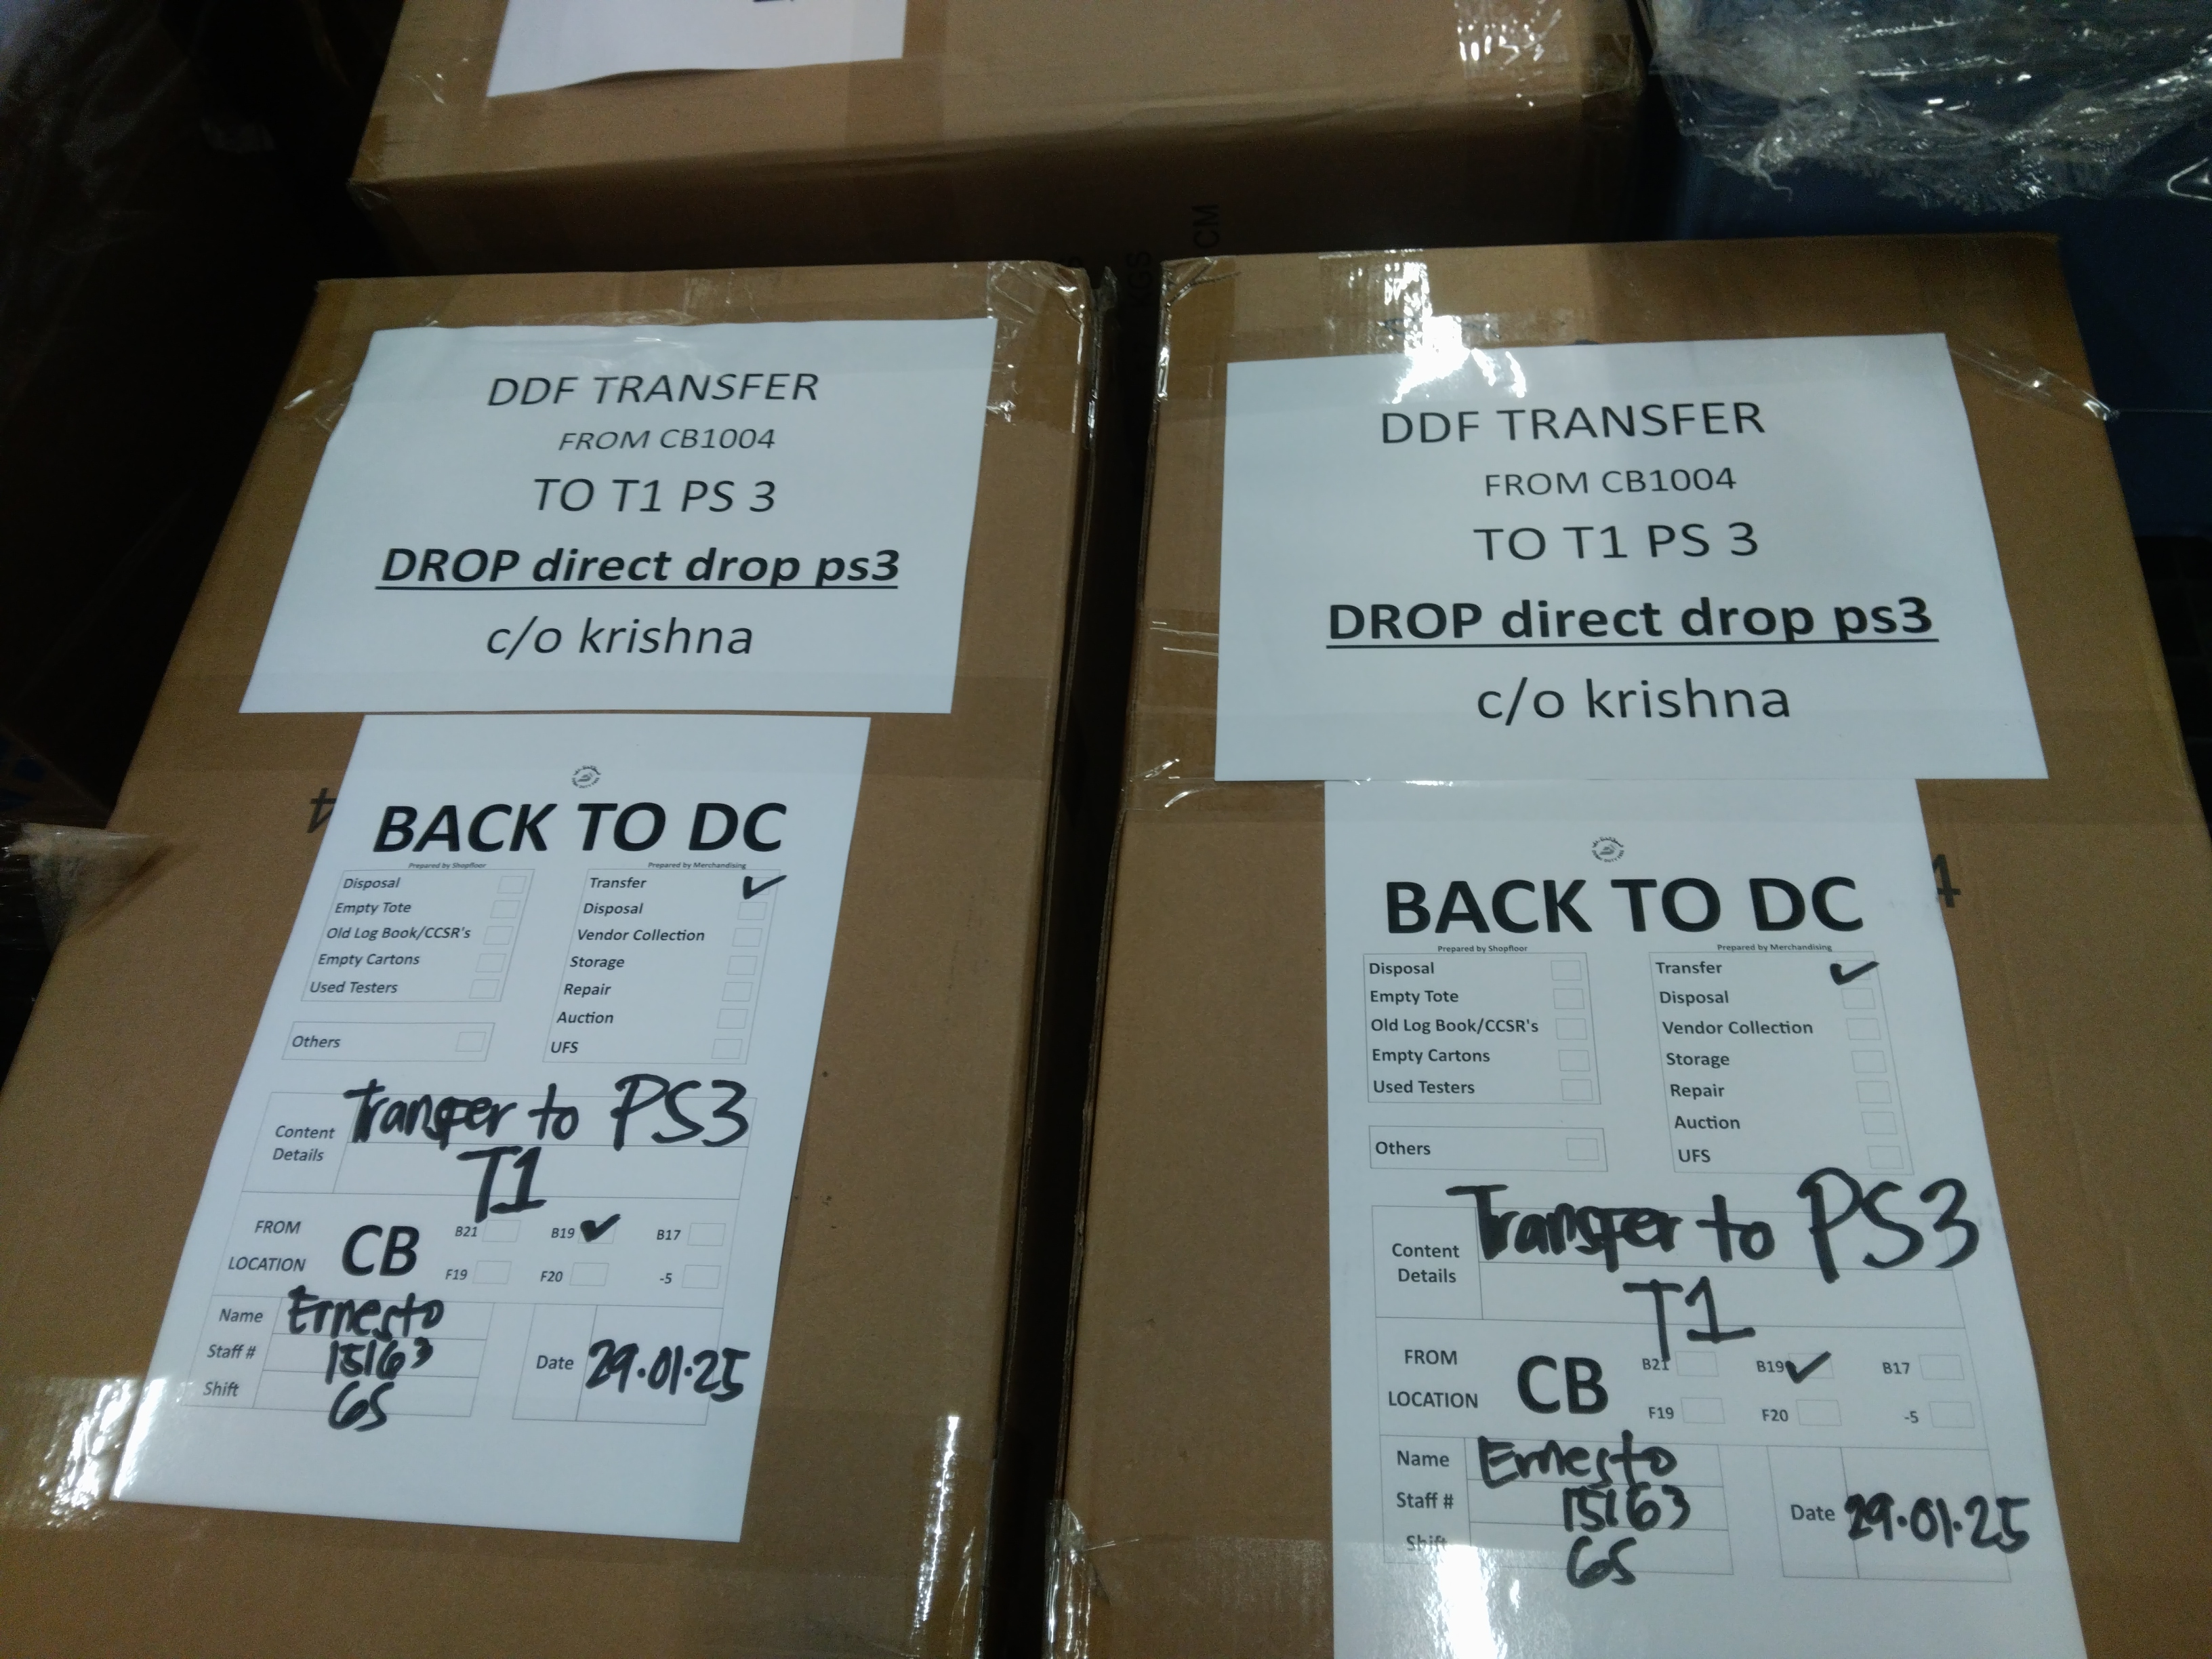 DDF TRANSFER
FROM CB1004
TO T1 PS 3
DROP direct drop ps3
c/o krishna
BACK TO DC
Prepared by Shopfloor
Disposal
Empty Tote
Old Log Book/CCSR's
Empty Cartons
Used Testers
Others
Prepared by Merchandising
Transfer
Disposal
Vendor Collection
Storage
Repair
Auction
UFS
Content Details
Transfer to PS3
T1
FROM LOCATION
CB
B21 B19 B17
F19 F20 -5
Name Ernesto
Staff # 15163
Shift GS
Date 29.01.25
DDF TRANSFER
FROM CB1004
TO T1 PS 3
DROP direct drop ps3
c/o krishna
BACK TO DC
Prepared by Shopfloor
Disposal
Empty Tote
Old Log Book/CCSR's
Empty Cartons
Used Testers
Others
Prepared by Merchandising
Transfer
Disposal
Vendor Collection
Storage
Repair
Auction
UFS
Content Details
Transfer to PS3
T1
FROM LOCATION
CB
B21 B19 B17
F19 F20 -5
Name Ernesto
Staff # 15163
Shift GS
Date 29.01.25
KGS
CM
4
4